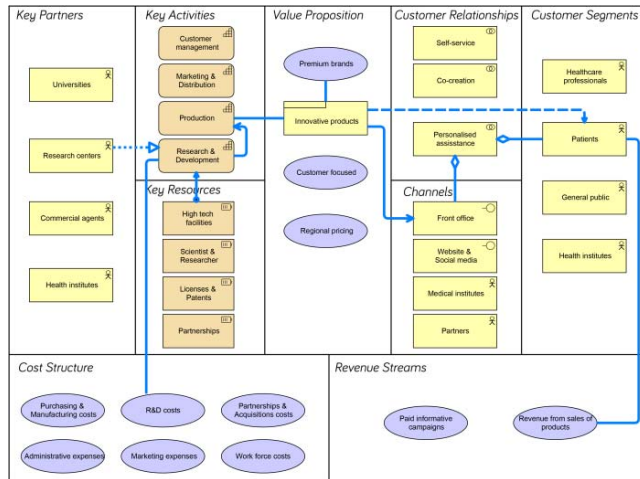 Key Partners
Universities
Research centers
Commercial agents
Health institutes
Key Activities
Customer
management
Marketing &
Distribution
Production
Research &
Development
Key Resources
High tech
facilities
Scientist &
Researcher
Licenses &
Patents
Partnerships
Value Proposition
Premium brands
Innovative products
Customer focused
Regional pricing
Customer Relationships
Self-service
Co-creation
Personalised
assisstance
Channels
Front office
Website &
Social media
Medical institutes
Partners
Customer Segments
Healthcare
professionals
Patients
General public
Health institutes
Cost Structure
Purchasing &
Manufacturing costs
R&D costs
Partnerships &
Acquisitions costs
Administrative expenses
Marketing expenses
Work force costs
Revenue Streams
Paid informative
campaigns
Revenue from sales of
products